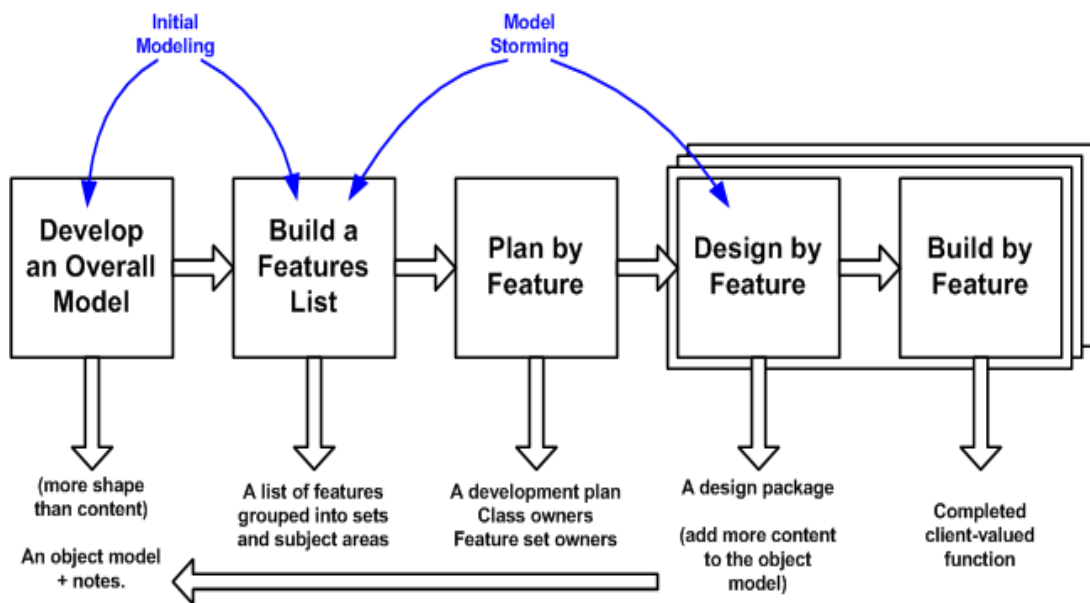 Initial
Modeling
Model
Storming
Develop
an Overall
Model
Build a
Features
List
Plan by
Feature
Design by
Feature
Build by
Feature
(more shape
than content)
An object model
+ notes.
A list of features
grouped into sets
and subject areas
A development plan
Class owners
Feature set owners
A design package
(add more content
to the object
model)
Completed
client-valued
function